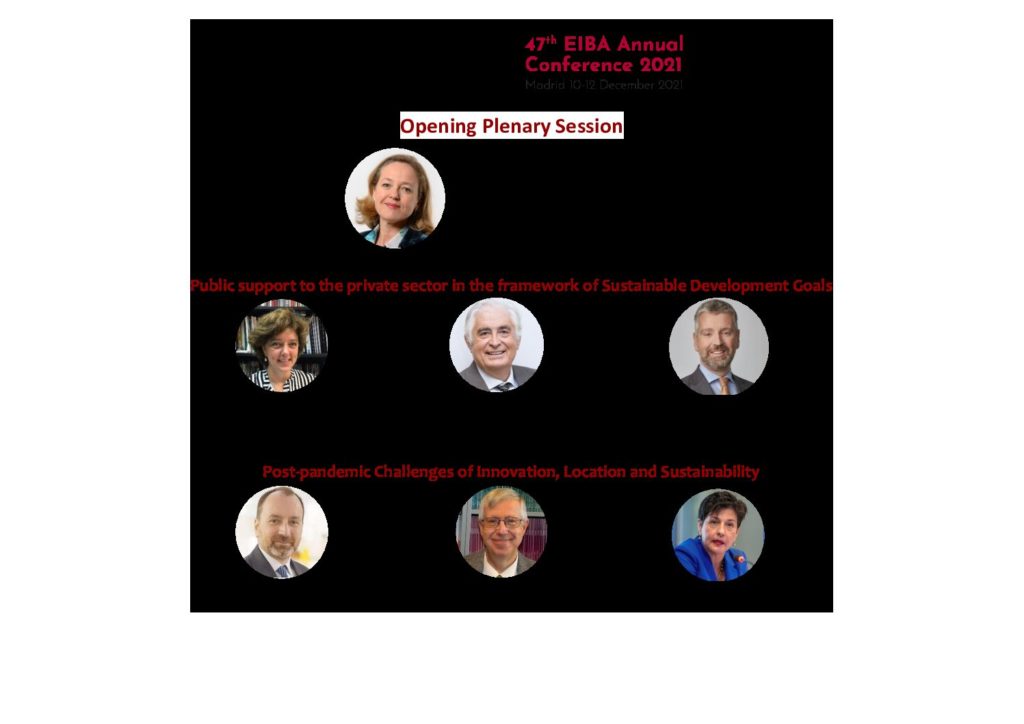 47th EIBA Annual
Conference 2021
Madrid 10-12 December 2021
Opening Plenary Session
Public support to the private sector in the framework of Sustainable Development Goals
Post-pandemic Challenges of Innovation, Location and Sustainability